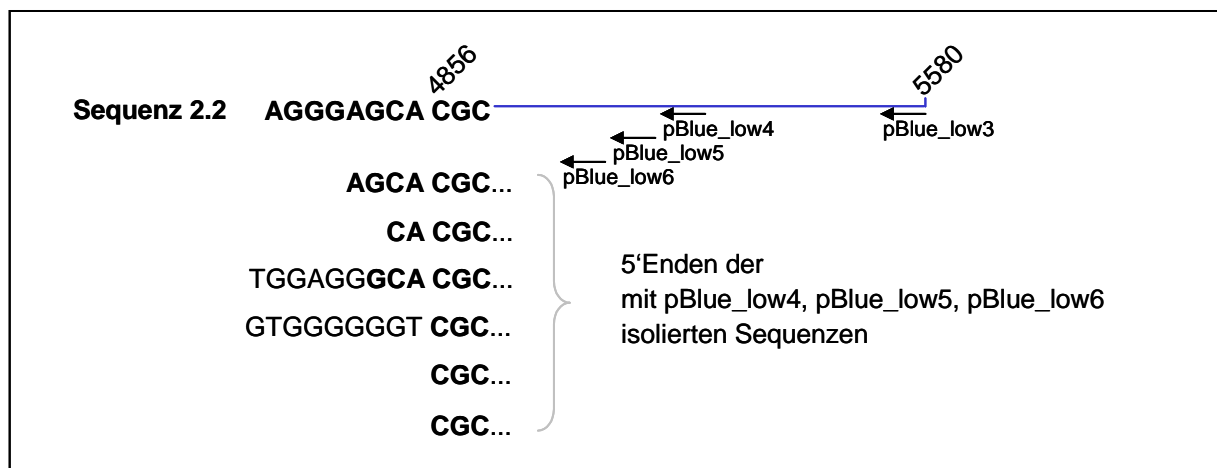 4856
5580
Sequenz 2.2 AGGGAGCA CGC
pBlue_low4 pBlue_low3
pBlue_low5
pBlue_low6
AGCA CGC...
CA CGC...
TGGAGGGCA CGC...
GTGGGGGGT CGC...
CGC...
CGC...
5‘Enden der
mit pBlue_low4, pBlue_low5, pBlue_low6
isolierten Sequenzen